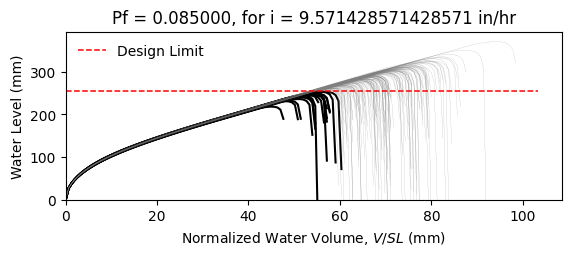 Pf = 0.085000, for i = 9.571428571428571 in/hr
Design Limit
Water Level (mm)
300
200
100
0
0 20 40 60 80 100
Normalized Water Volume, V/SL (mm)